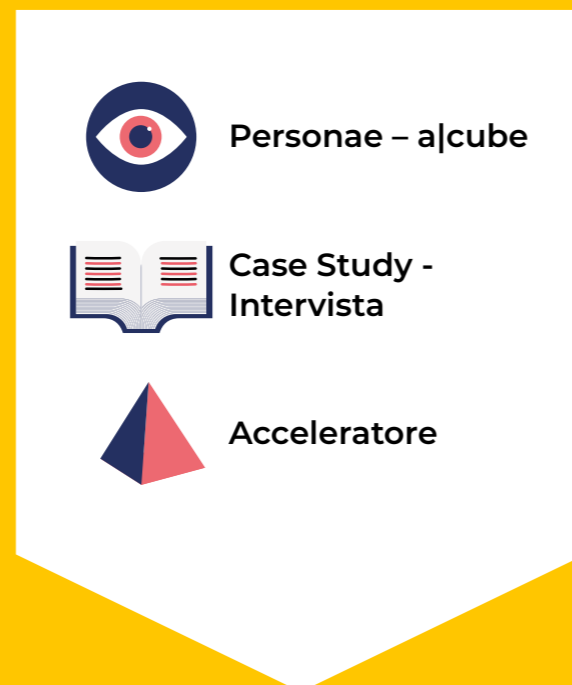 Personae – a|cube
Case Study -
Intervista
Acceleratore